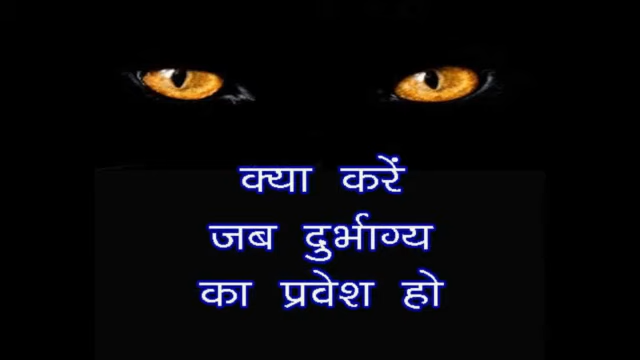 क्या करें
जब दुर्भाग्य
का प्रवेश हो